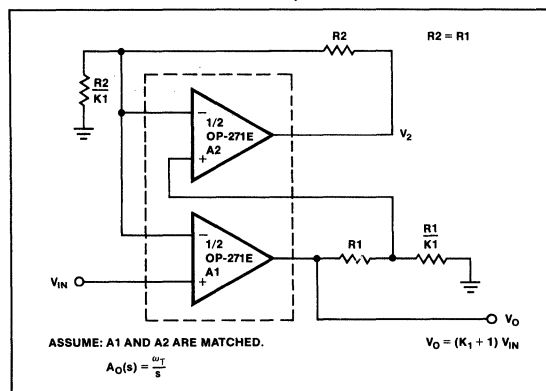 R2
R2 = R1
R2
K1
−
1/2
OP-271E
A2
+
V2
−
1/2
OP-271E
A1
+
R1
R1
K1
VIN
VO
ASSUME: A1 AND A2 ARE MATCHED.
VO = (K1 + 1) VIN
AO(s) = ωT
s